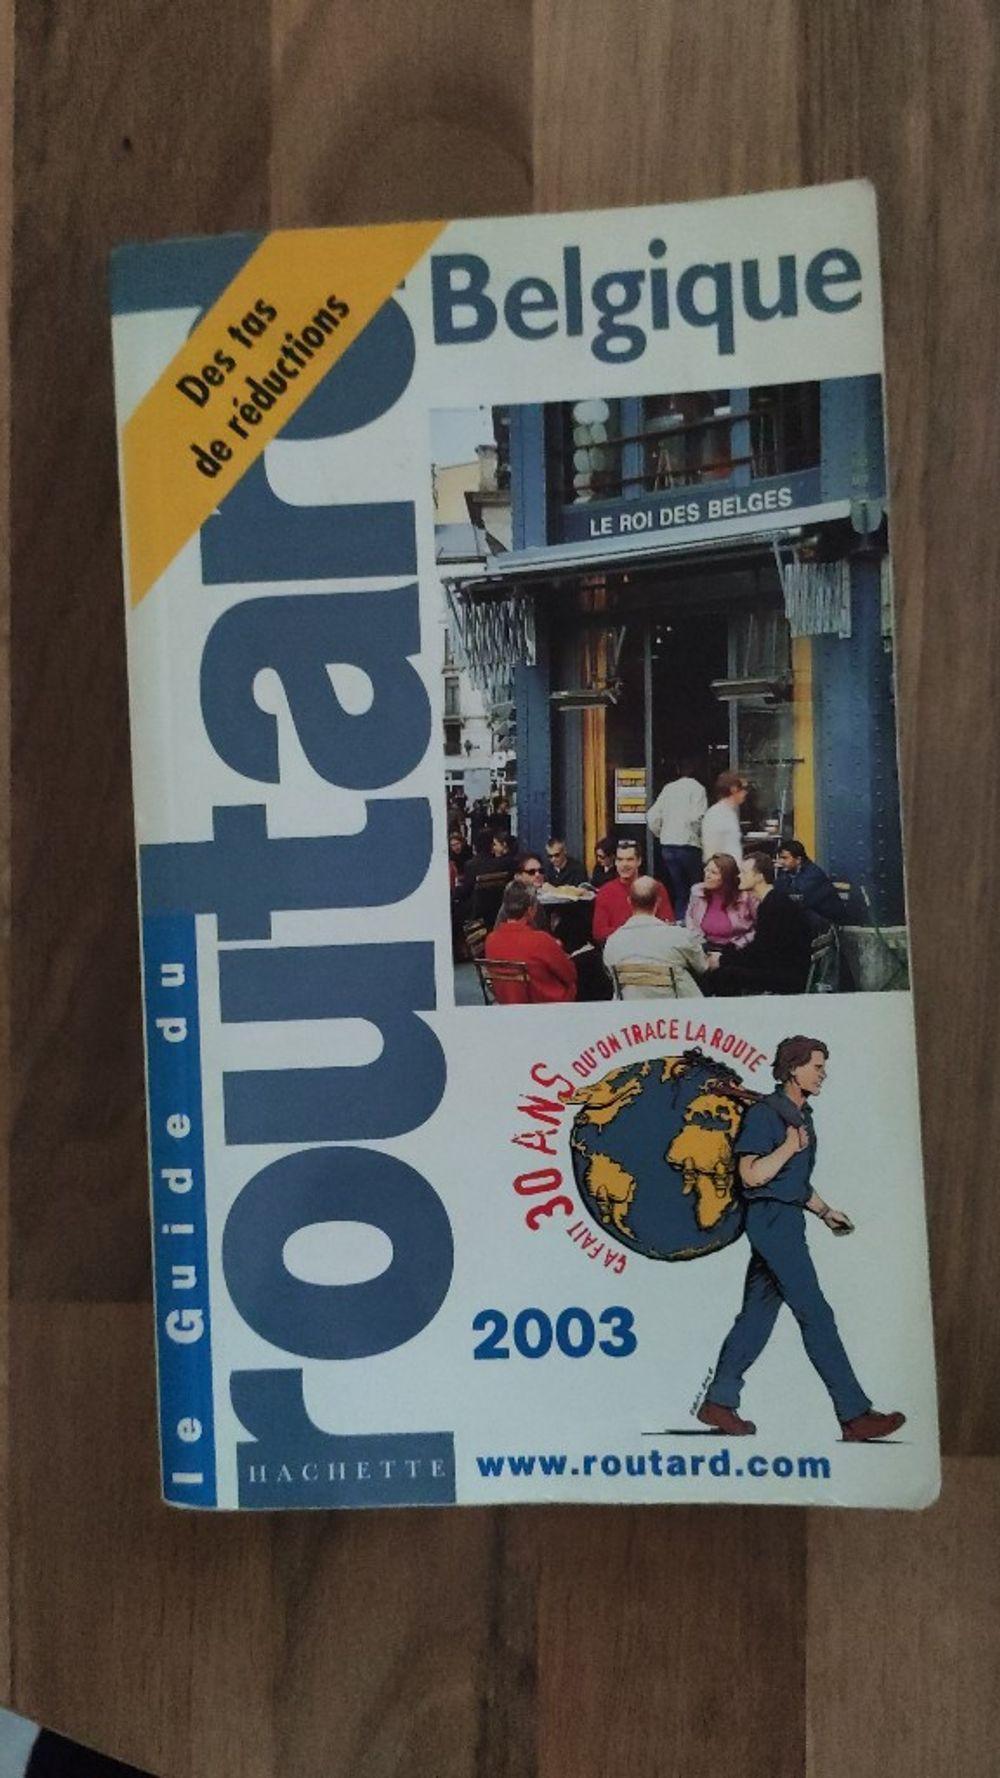 Des tas
de réductions
Belgique
le Guide du
routard
LE ROI DES BELGES
ÇA FAIT 30 ANS QU'ON TRACE LA ROUTE
2003
HACHETTE
www.routard.com